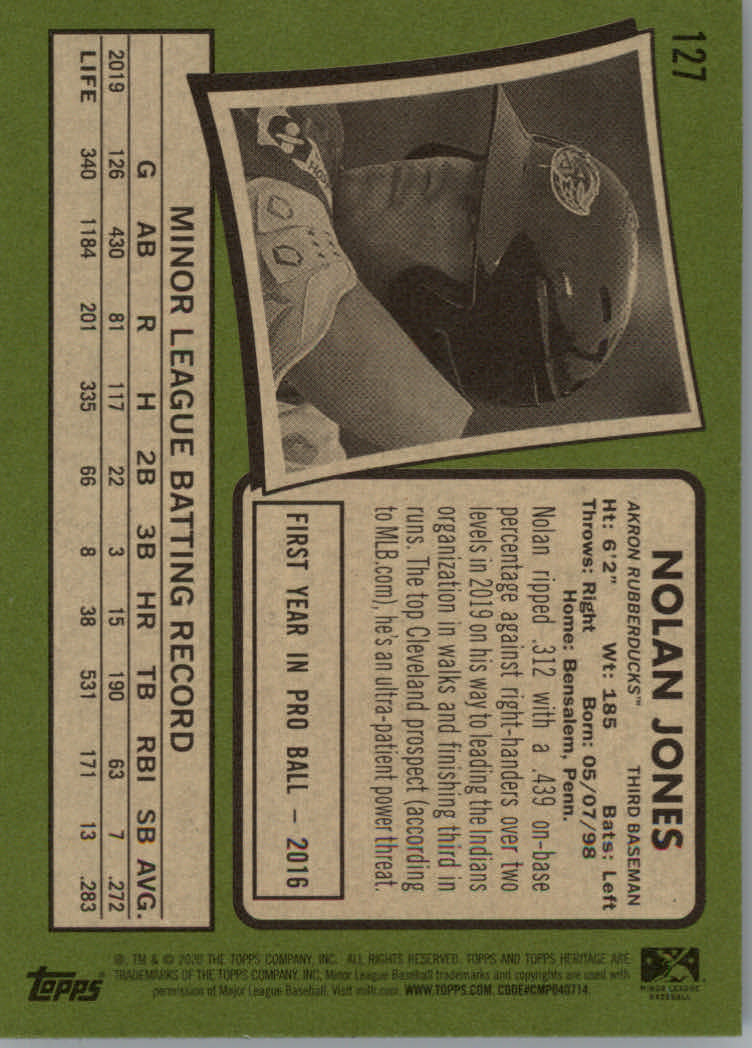 127
NOLAN JONES
AKRON RUBBERDUCKS™ THIRD BASEMAN
Ht: 6'2" Wt: 185 Bats: Left
Throws: Right Born: 05/07/98
Home: Bensalem, Penn.
Nolan ripped .312 with a .439 on-base
percentage against right-handers over two
levels in 2019 on his way to leading the Indians
organization in walks and finishing third in
runs. The top Cleveland prospect (according
to MLB.com), he's an ultra-patient power threat.
FIRST YEAR IN PRO BALL – 2016
MINOR LEAGUE BATTING RECORD
G AB R H 2B 3B HR TB RBI SB AVG.
2019 126 430 81 117 22 3 15 190 63 7 .272
LIFE 340 1184 201 335 66 8 38 531 171 13 .283
MINOR LEAGUE
BASEBALL
®, TM & © 2020 THE TOPPS COMPANY, INC. ALL RIGHTS RESERVED. TOPPS AND TOPPS HERITAGE ARE
TRADEMARKS OF THE TOPPS COMPANY, INC. Minor League Baseball trademarks and copyrights are used with
permission of Major League Baseball. Visit milb.com. WWW.TOPPS.COM. CODE#CMP040714.
topps®